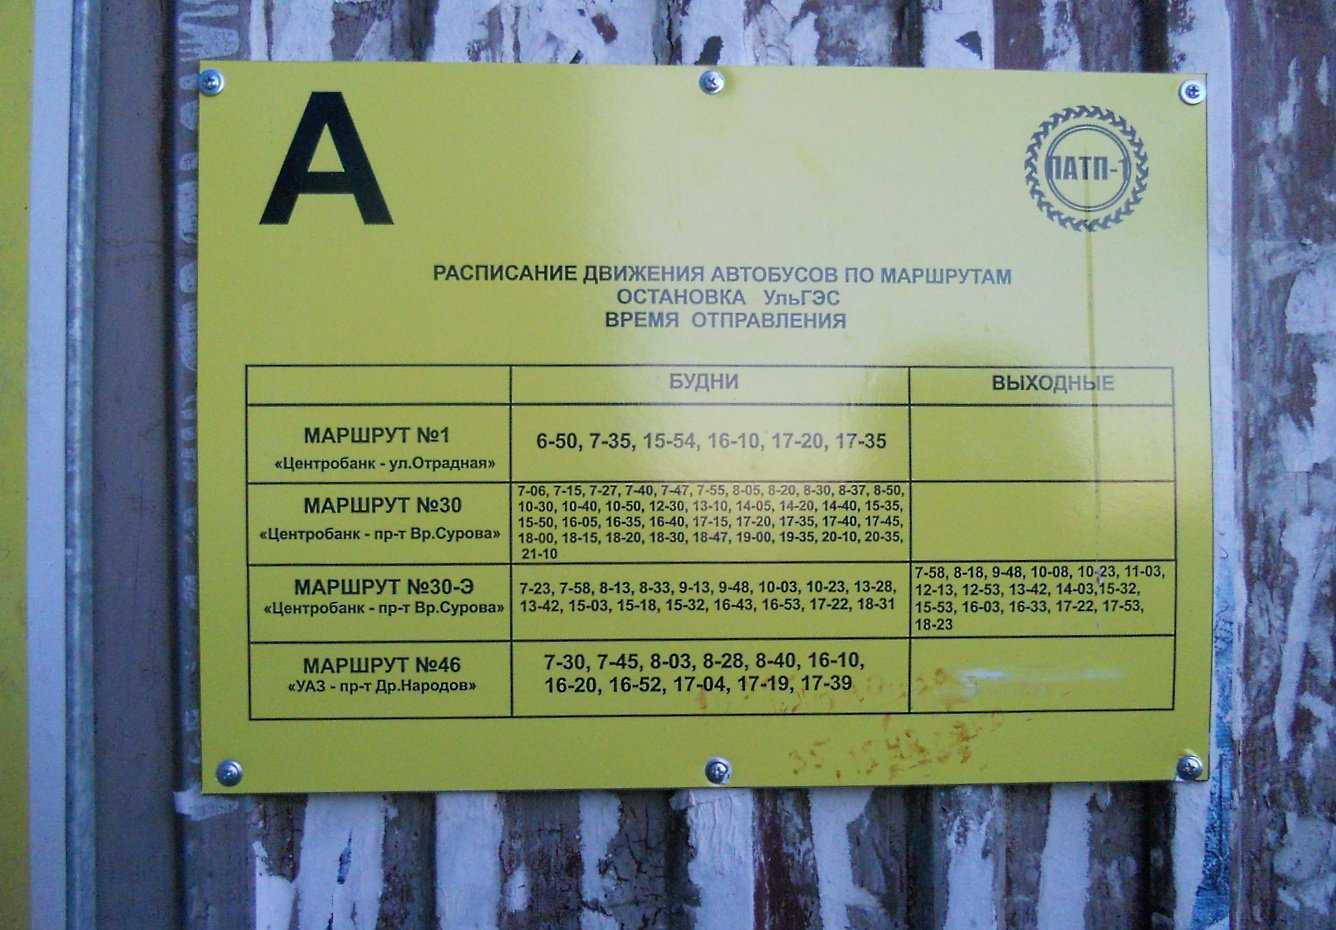 А
ПАТП-1
РАСПИСАНИЕ ДВИЖЕНИЯ АВТОБУСОВ ПО МАРШРУТАМ
ОСТАНОВКА УльГЭС
ВРЕМЯ ОТПРАВЛЕНИЯ
БУДНИ
ВЫХОДНЫЕ
МАРШРУТ №1
«Центробанк - ул.Отрадная»
6-50, 7-35, 15-54, 16-10, 17-20, 17-35
МАРШРУТ №30
«Центробанк - пр-т Вр.Сурова»
7-06, 7-15, 7-27, 7-40, 7-47, 7-55, 8-05, 8-20, 8-30, 8-37, 8-50,
10-30, 10-40, 10-50, 12-30, 13-10, 14-05, 14-20, 14-40, 15-35,
15-50, 16-05, 16-35, 16-40, 17-15, 17-20, 17-35, 17-40, 17-45,
18-00, 18-15, 18-20, 18-30, 18-47, 19-00, 19-35, 20-10, 20-35,
21-10
МАРШРУТ №30-Э
«Центробанк - пр-т Вр.Сурова»
7-23, 7-58, 8-13, 8-33, 9-13, 9-48, 10-03, 10-23, 13-28,
13-42, 15-03, 15-18, 15-32, 16-43, 16-53, 17-22, 18-31
7-58, 8-18, 9-48, 10-08, 10-23, 11-03,
12-13, 12-53, 13-42, 14-03,15-32,
15-53, 16-03, 16-33, 17-22, 17-53,
18-23
МАРШРУТ №46
«УАЗ - пр-т Др.Народов»
7-30, 7-45, 8-03, 8-28, 8-40, 16-10,
16-20, 16-52, 17-04, 17-19, 17-39